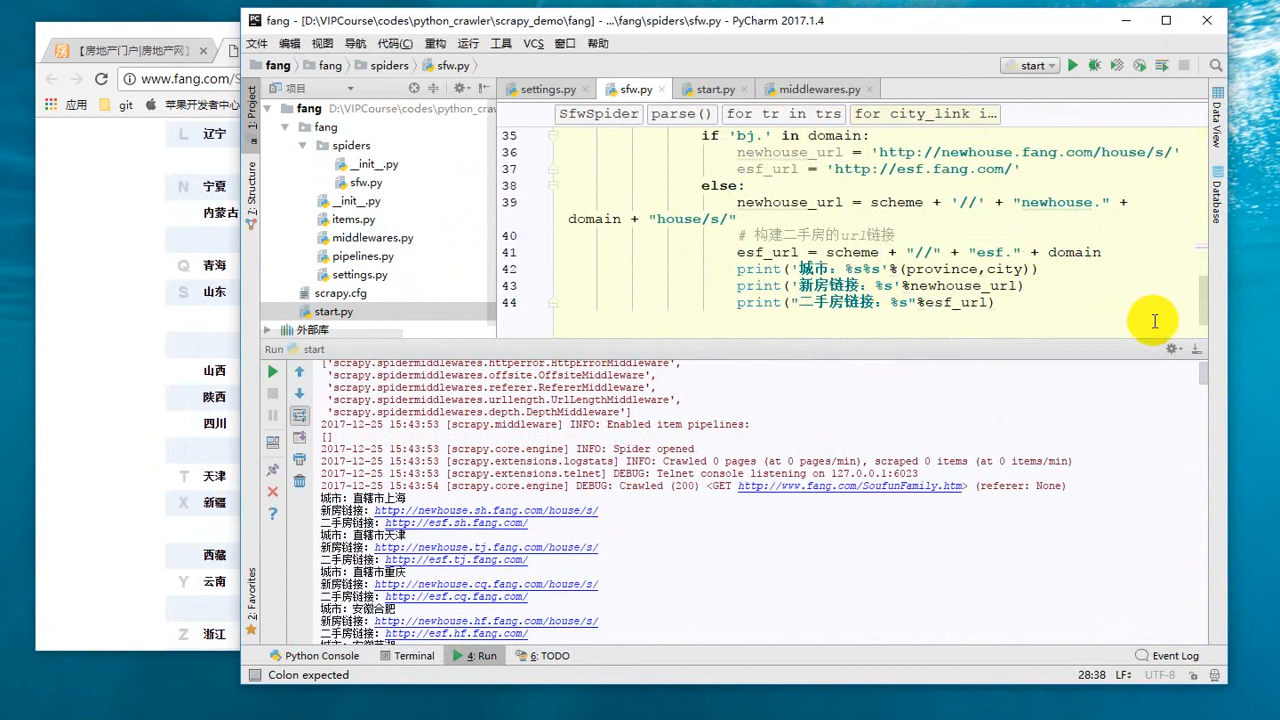 fang - [D:\VIPCourse\codes\python_crawler\scrapy_demo\fang] - ...\fang\spiders\sfw.py - PyCharm 2017.1.4
文件 编辑 视图 导航 代码(C) 重构 运行 工具 VCS 窗口 帮助
fang fang spiders sfw.py start
【房地产门户|房地产网】
www.fang.com/S
应用 git 苹果开发者中心
L 辽宁
N 宁夏
内蒙古
Q 青海
S 山东
山西
陕西
四川
T 天津
X 新疆
西藏
Y 云南
Z 浙江
1: Project
7: Structure
2: Favorites
项目
fang D:\VIPCourse\codes\python_craw
fang
spiders
__init__.py
sfw.py
__init__.py
items.py
middlewares.py
pipelines.py
settings.py
scrapy.cfg
start.py
外部库
settings.py sfw.py start.py middlewares.py
SfwSpider parse() for tr in trs for city_link i...
35 if 'bj.' in domain:
36 newhouse_url = 'http://newhouse.fang.com/house/s/'
37 esf_url = 'http://esf.fang.com/'
38 else:
39 newhouse_url = scheme + '//' + "newhouse." +
domain + "house/s/"
40 # 构建二手房的url链接
41 esf_url = scheme + "//" + "esf." + domain
42 print('城市：%s%s'%(province,city))
43 print('新房链接：%s'%newhouse_url)
44 print("二手房链接：%s"%esf_url)
Data View
Database
Run start
['scrapy.spidermiddlewares.httperror.HttpErrorMiddleware',
'scrapy.spidermiddlewares.offsite.OffsiteMiddleware',
'scrapy.spidermiddlewares.referer.RefererMiddleware',
'scrapy.spidermiddlewares.urllength.UrlLengthMiddleware',
'scrapy.spidermiddlewares.depth.DepthMiddleware']
2017-12-25 15:43:53 [scrapy.middleware] INFO: Enabled item pipelines:
[]
2017-12-25 15:43:53 [scrapy.core.engine] INFO: Spider opened
2017-12-25 15:43:53 [scrapy.extensions.logstats] INFO: Crawled 0 pages (at 0 pages/min), scraped 0 items (at 0 items/min)
2017-12-25 15:43:53 [scrapy.extensions.telnet] DEBUG: Telnet console listening on 127.0.0.1:6023
2017-12-25 15:43:54 [scrapy.core.engine] DEBUG: Crawled (200) <GET http://www.fang.com/SoufunFamily.htm> (referer: None)
城市：直辖市上海
新房链接：http://newhouse.sh.fang.com/house/s/
二手房链接：http://esf.sh.fang.com/
城市：直辖市天津
新房链接：http://newhouse.tj.fang.com/house/s/
二手房链接：http://esf.tj.fang.com/
城市：直辖市重庆
新房链接：http://newhouse.cq.fang.com/house/s/
二手房链接：http://esf.cq.fang.com/
城市：安徽合肥
新房链接：http://newhouse.hf.fang.com/house/s/
二手房链接：http://esf.hf.fang.com/
Python Console Terminal 4: Run 6: TODO Event Log
Colon expected 28:38 LF UTF-8